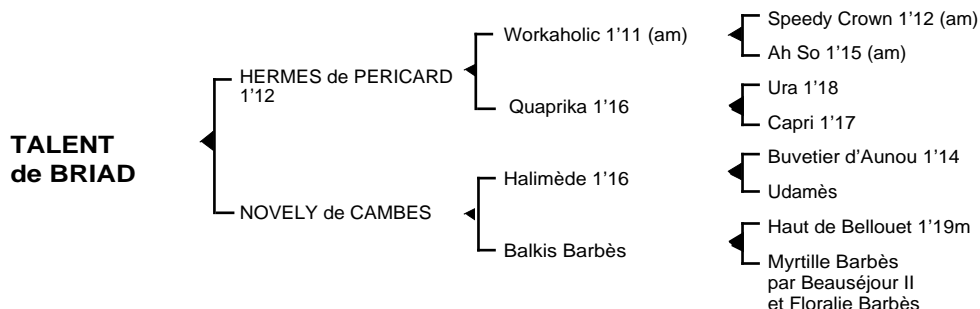 Speedy Crown 1'12 (am)
Workaholic 1'11 (am)
Ah So 1'15 (am)
HERMES de PERICARD
1'12
Ura 1'18
Quaprika 1'16
Capri 1'17
TALENT
de BRIAD
Buvetier d'Aunou 1'14
Halimède 1'16
Udamès
NOVELY de CAMBES
Haut de Bellouet 1'19m
Balkis Barbès
Myrtille Barbès
par Beauséjour II
et Floralie Barbès